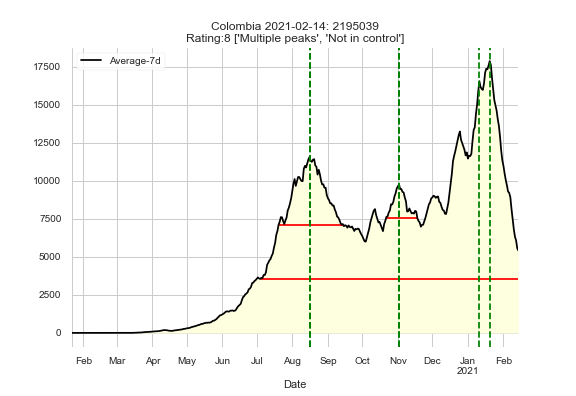 Colombia 2021-02-14: 2195039
Rating:8 ['Multiple peaks', 'Not in control']
Average-7d
17500
15000
12500
10000
7500
5000
2500
0
Feb Mar Apr May Jun Jul Aug Sep Oct Nov Dec Jan Feb
2021
Date